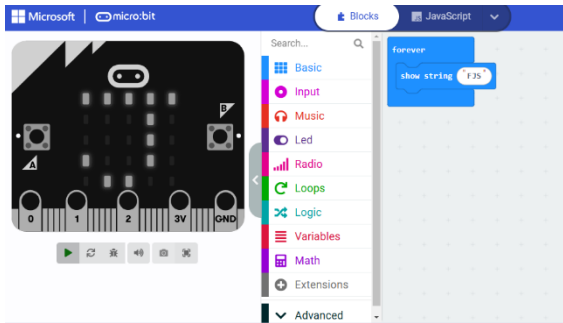 Microsoft micro:bit Blocks JavaScript
Search...
Basic
Input
Music
Led
Radio
Loops
Logic
Variables
Math
Extensions
Advanced
forever
show string "FJS"
B
A
0 1 2 3V GND